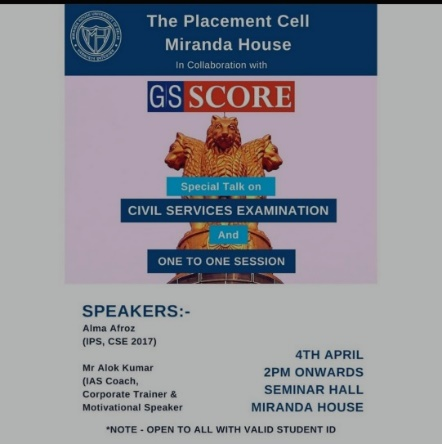 The Placement Cell
Miranda House
In Collaboration with
GS SCORE
Special Talk on
CIVIL SERVICES EXAMINATION
And
ONE TO ONE SESSION
SPEAKERS:-
Alma Afroz
(IPS, CSE 2017)
Mr Alok Kumar
(IAS Coach,
Corporate Trainer &
Motivational Speaker
4TH APRIL
2PM ONWARDS
SEMINAR HALL
MIRANDA HOUSE
*NOTE - OPEN TO ALL WITH VALID STUDENT ID